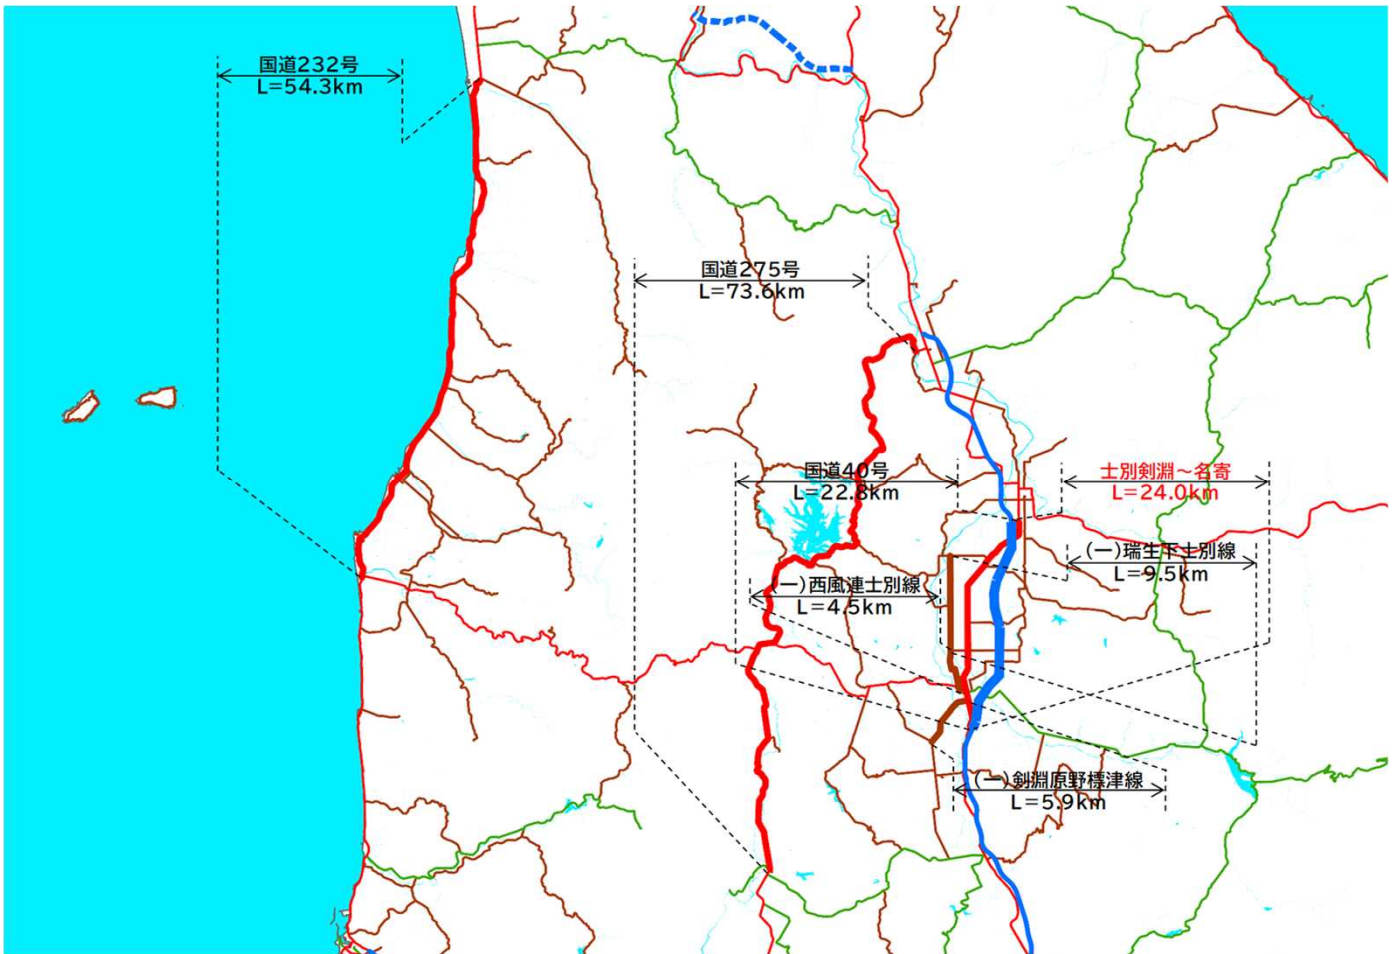 国道232号
L=54.3km
国道275号
L=73.6km
国道40号
L=22.8km
士別剣淵～名寄
L=24.0km
(一)瑞生下士別線
L=9.5km
(一)西風連士別線
L=4.5km
(一)剣淵原野標津線
L=5.9km